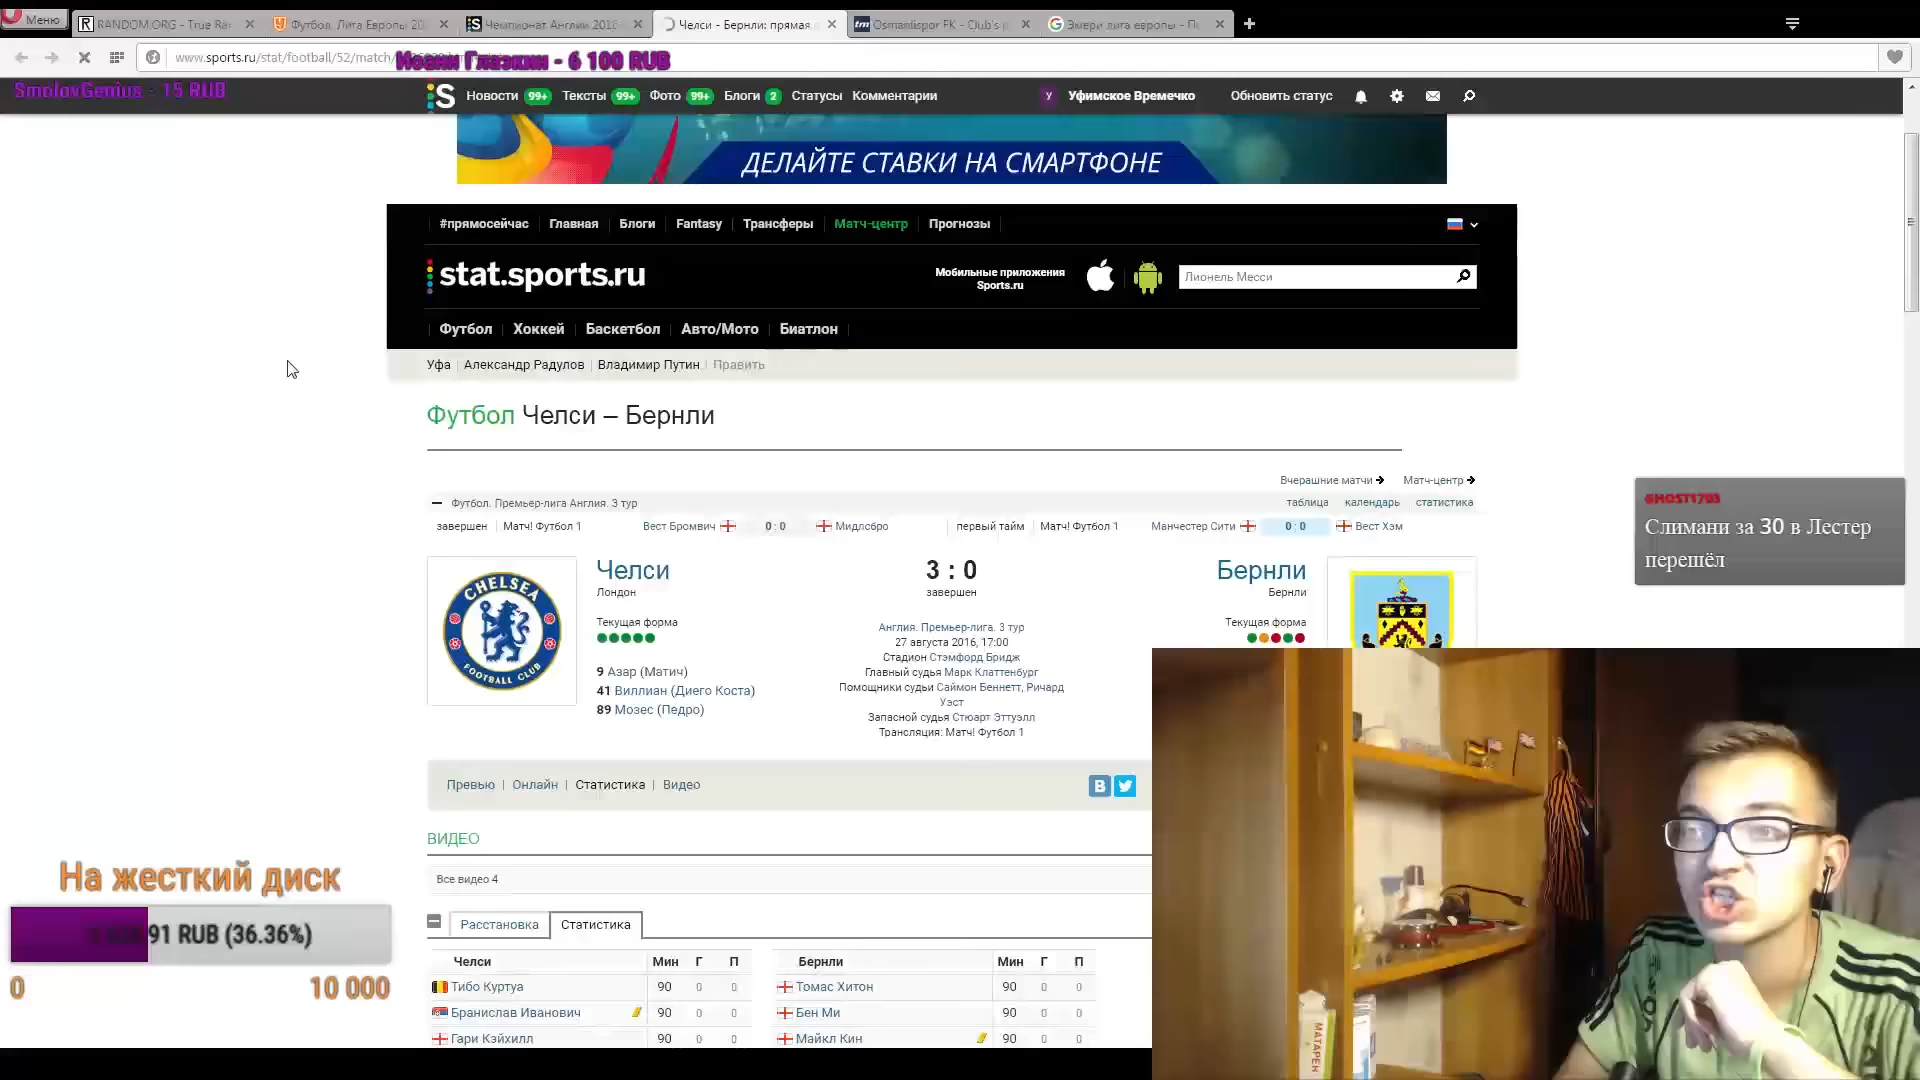 Меню
RANDOM.ORG - True Ra
Футбол. Лига Европы 20
Чемпионат Англии 2016
Челси - Бернли: прямая
Osmanlispor FK - Club's p
Эмери лига европы - П
www.sports.ru/stat/football/52/match/
Иоанн Глазкин - 6 100 RUB
SmolovGenius - 15 RUB
Новости 99+ Тексты 99+ Фото 99+ Блоги 2 Статусы Комментарии
У Уфимское Времечко Обновить статус
ДЕЛАЙТЕ СТАВКИ НА СМАРТФОНЕ
#прямосейчас Главная Блоги Fantasy Трансферы Матч-центр Прогнозы
stat.sports.ru
Мобильные приложения
Sports.ru
Лионель Месси
Футбол Хоккей Баскетбол Авто/Мото Биатлон
Уфа Александр Радулов Владимир Путин Править
Футбол Челси – Бернли
Вчерашние матчи Матч-центр
Футбол. Премьер-лига Англия. 3 тур
таблица календарь статистика
завершен Матч! Футбол 1 Вест Бромвич 0 : 0 Мидлсбро
первый тайм Матч! Футбол 1 Манчестер Сити 0 : 0 Вест Хэм
GHOST1703
Слимани за 30 в Лестер
перешёл
CHELSEA
FOOTBALL CLUB
Челси
Лондон
Текущая форма
9 Азар (Матич)
41 Виллиан (Диего Коста)
89 Мозес (Педро)
3 : 0
завершен
Англия. Премьер-лига. 3 тур
27 августа 2016, 17:00
Стадион Стэмфорд Бридж
Главный судья Марк Клаттенбург
Помощники судьи Саймон Беннетт, Ричард
Уэст
Запасной судья Стюарт Эттуэлл
Трансляция: Матч! Футбол 1
Бернли
Бернли
Текущая форма
Превью Онлайн Статистика Видео
В
ВИДЕО
Все видео 4
Расстановка Статистика
Челси Мин Г П
Тибо Куртуа 90 0 0
Бранислав Иванович 90 0 0
Гари Кэйхилл 90 0 0
Бернли Мин Г П
Томас Хитон 90 0 0
Бен Ми 90 0 0
Майкл Кин 90 0 0
На жесткий диск
91 RUB (36.36%)
0 10 000
МАТАРЕН